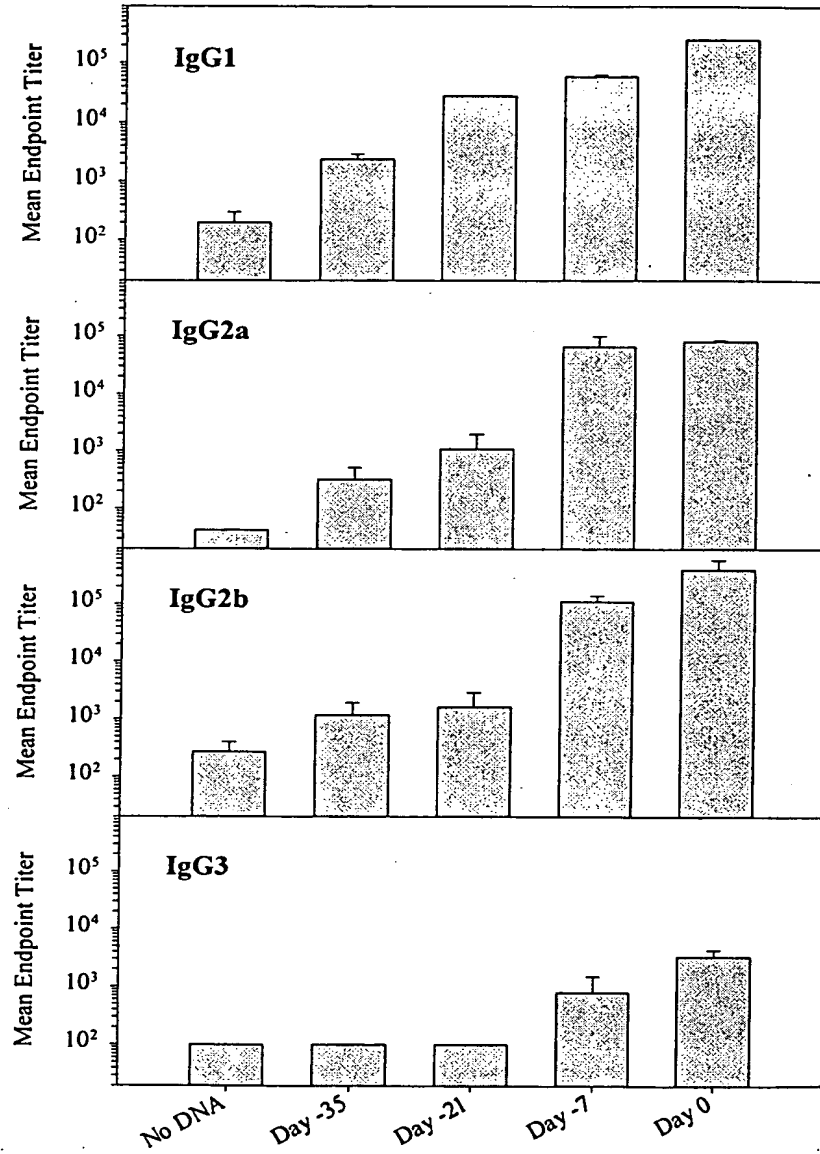 IgG1
10⁵
10⁴
10³
10²
Mean Endpoint Titer
IgG2a
10⁵
10⁴
10³
10²
Mean Endpoint Titer
IgG2b
10⁵
10⁴
10³
10²
Mean Endpoint Titer
IgG3
10⁵
10⁴
10³
10²
Mean Endpoint Titer
No DNA
Day -35
Day -21
Day -7
Day 0